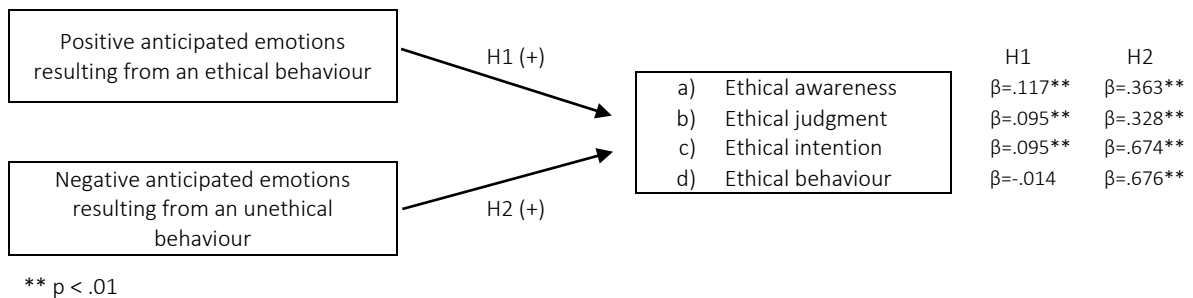 Positive anticipated emotions
resulting from an ethical behaviour
H1 (+)
Negative anticipated emotions
resulting from an unethical
behaviour
H2 (+)
H1 H2
a) Ethical awareness β=.117** β=.363**
b) Ethical judgment β=.095** β=.328**
c) Ethical intention β=.095** β=.674**
d) Ethical behaviour β=-.014 β=.676**
** p < .01